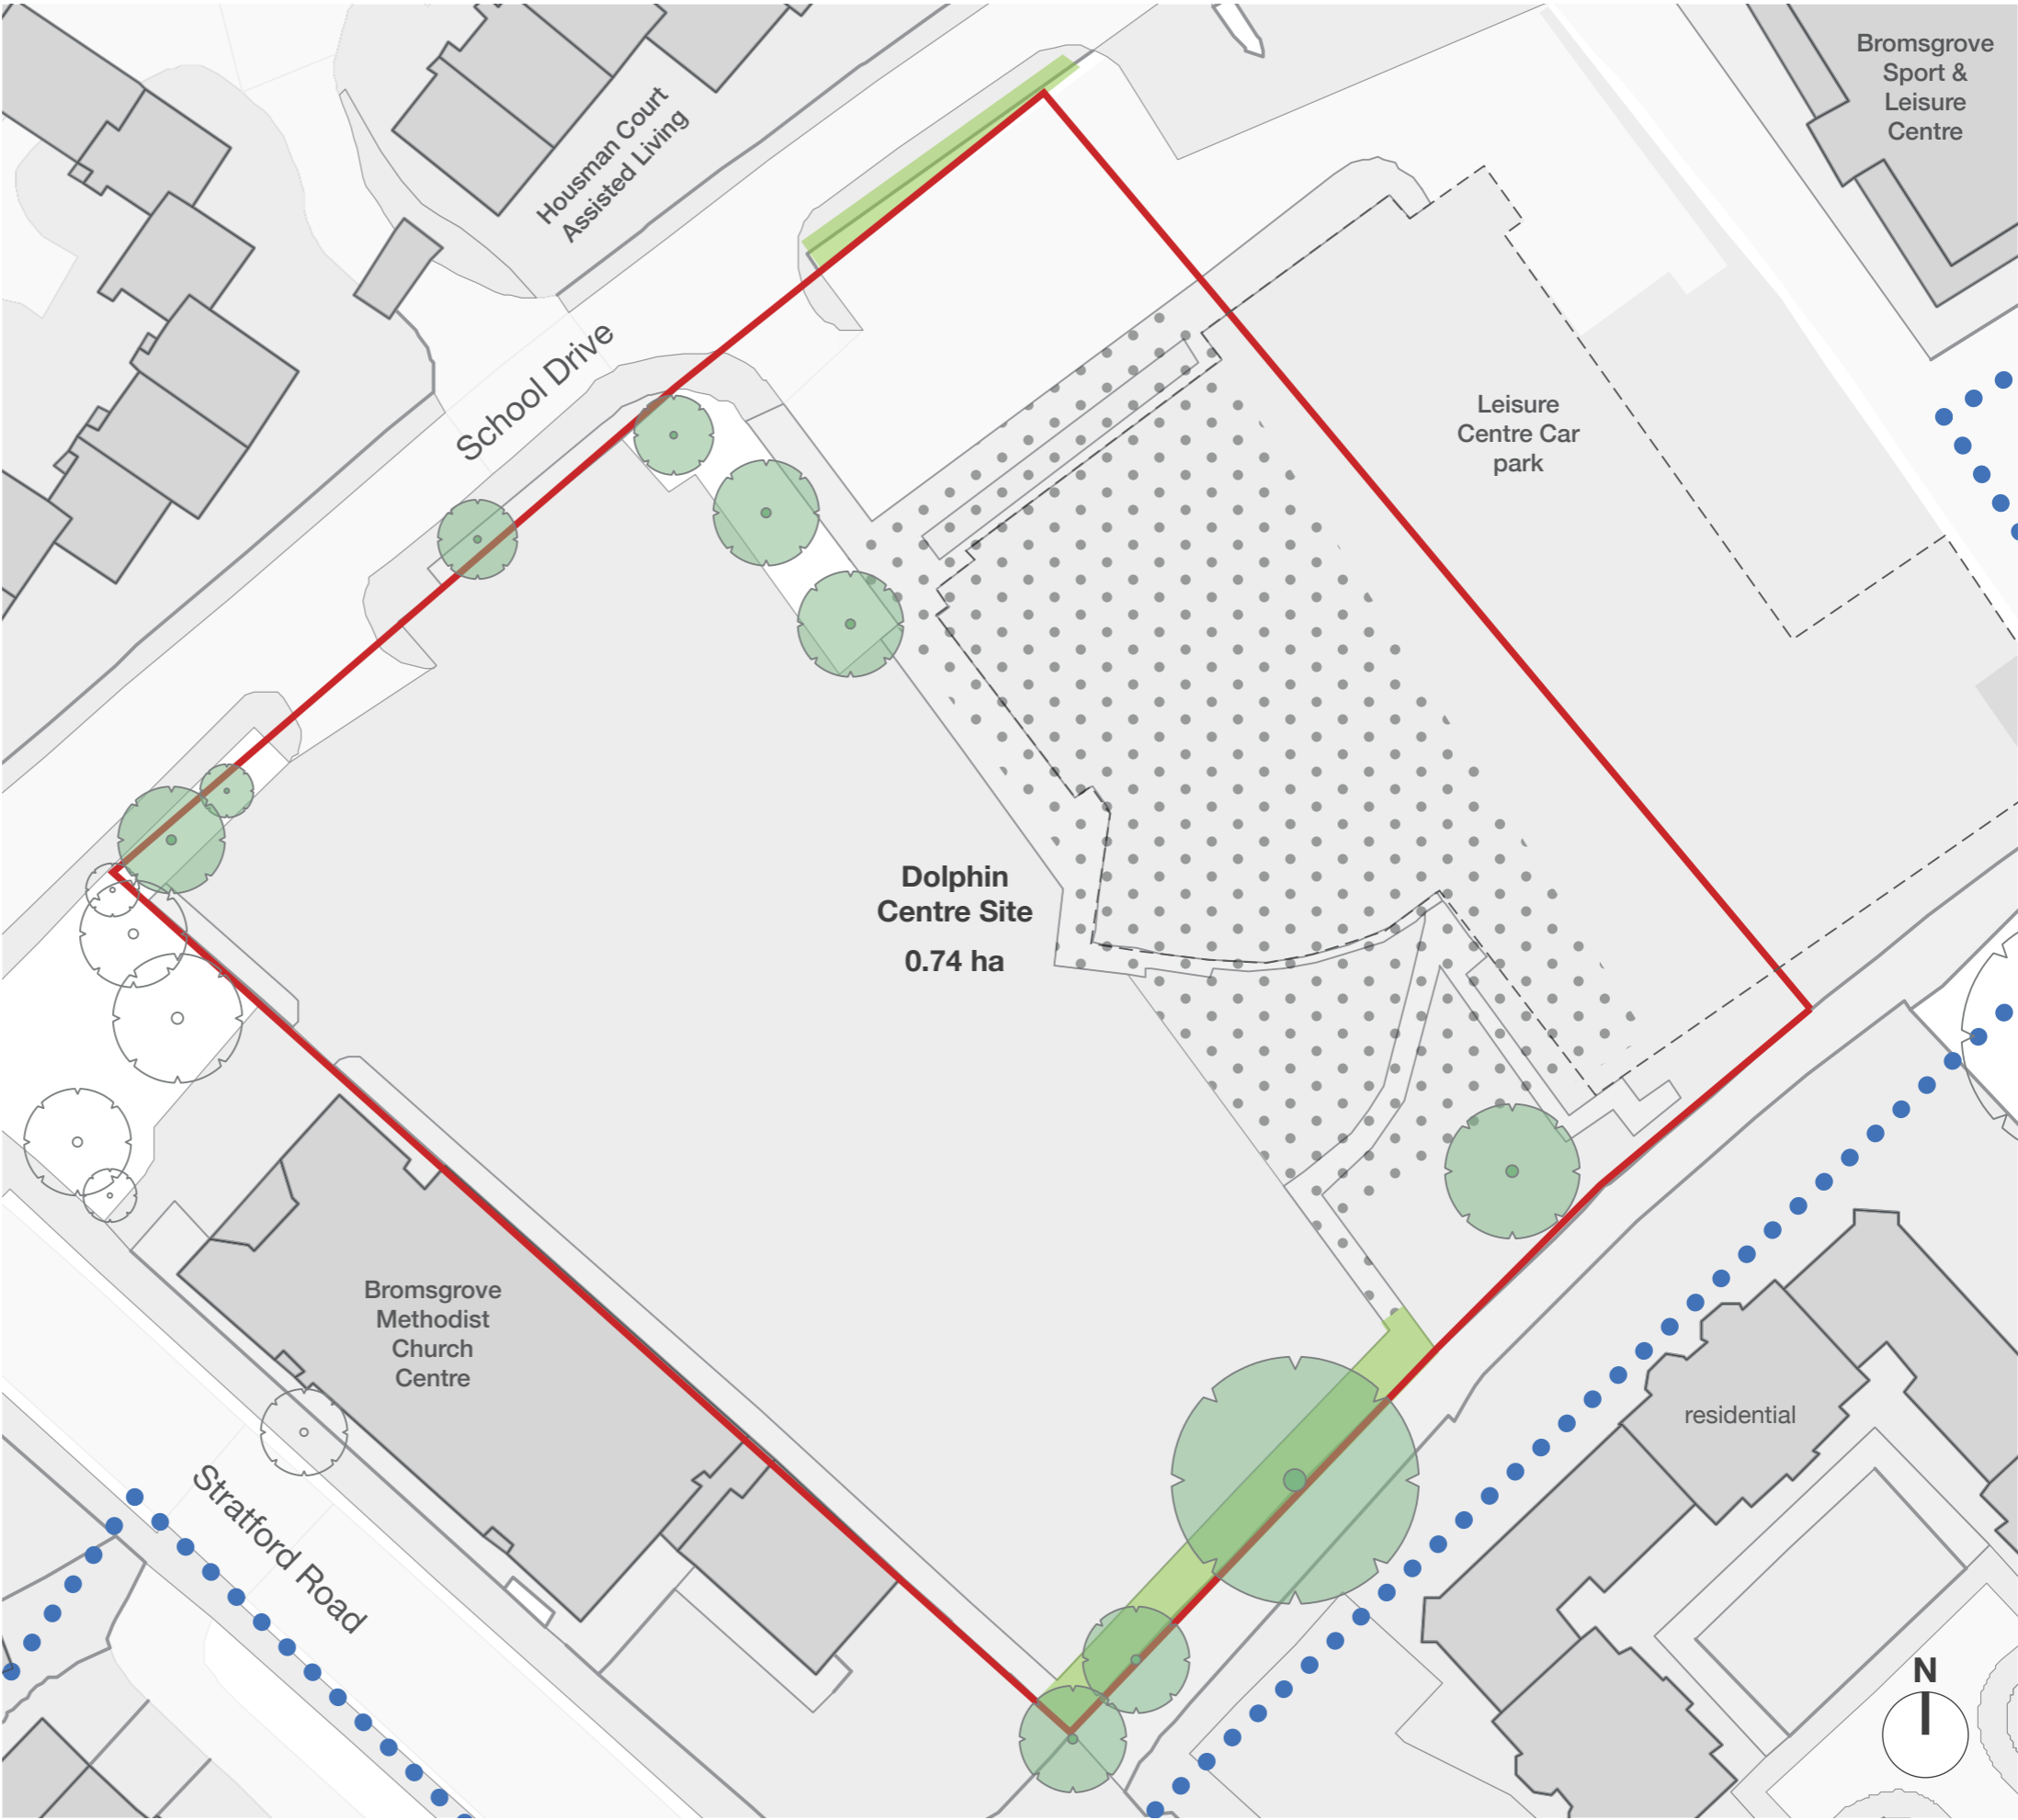 Bromsgrove
Sport &
Leisure
Centre
Housman Court
Assisted Living
School Drive
Leisure
Centre Car
park
Dolphin
Centre Site
0.74 ha
Bromsgrove
Methodist
Church
Centre
residential
Stratford Road
N